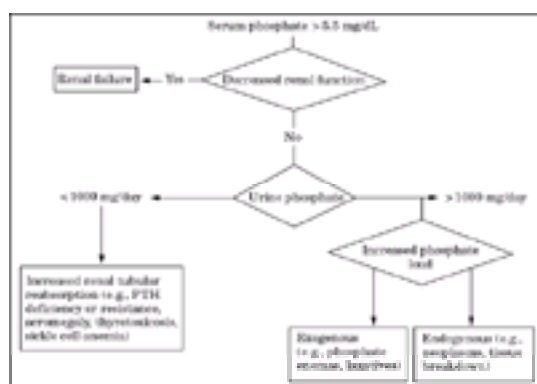 Serum phosphate > 5.5 mg/dL
Decreased renal function
Yes
Renal failure
No
Urine phosphate
< 1000 mg/day
> 1000 mg/day
Increased phosphate
load
Increased renal tubular
reabsorption (e.g., PTH
deficiency or resistance,
acromegaly, thyrotoxicosis,
sickle cell anemia)
Exogenous
(e.g., phosphate
enemas, laxatives)
Endogenous (e.g.,
neoplasms, tissue
breakdown)